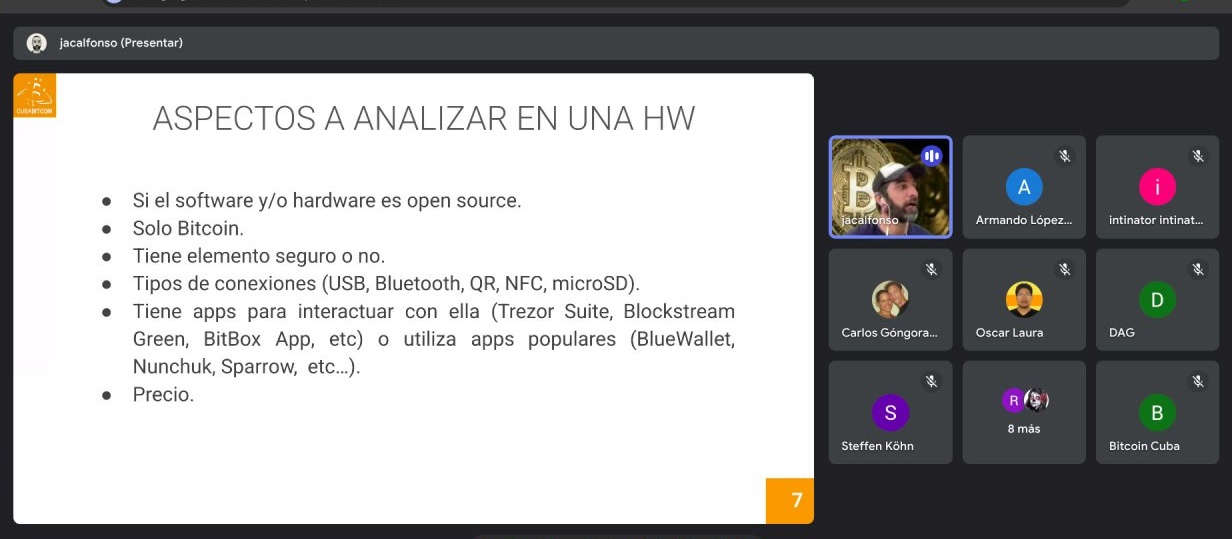 jacalfonso (Presentar)
CUBABITCOIN
ASPECTOS A ANALIZAR EN UNA HW
● Si el software y/o hardware es open source.
● Solo Bitcoin.
● Tiene elemento seguro o no.
● Tipos de conexiones (USB, Bluetooth, QR, NFC, microSD).
● Tiene apps para interactuar con ella (Trezor Suite, Blockstream
Green, BitBox App, etc) o utiliza apps populares (BlueWallet,
Nunchuk, Sparrow, etc...).
● Precio.
7
jacalfonso
A
Armando López...
i
intinator intinat...
Carlos Góngora...
Oscar Laura
D
DAG
S
Steffen Köhn
R
8 más
B
Bitcoin Cuba